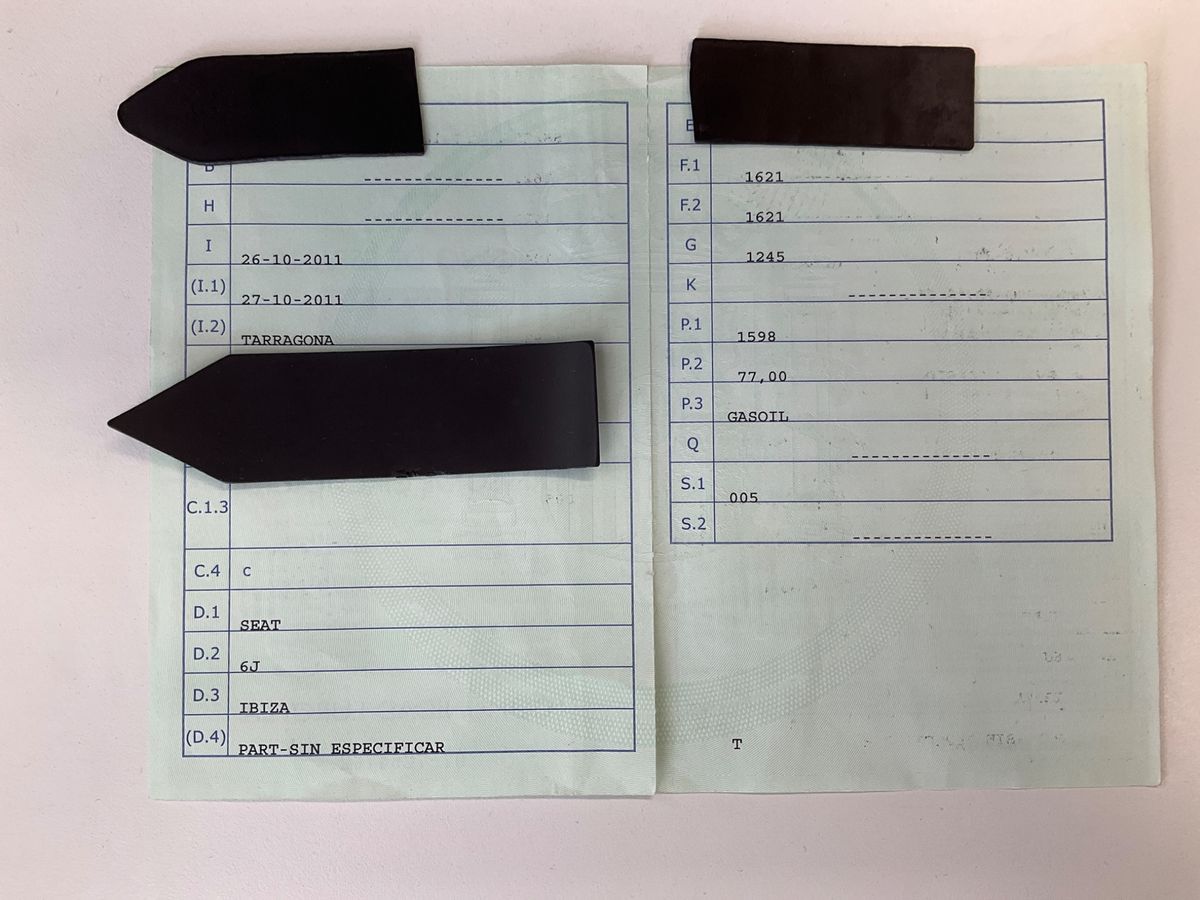 B ---------------
H ---------------
I 26-10-2011
(I.1) 27-10-2011
(I.2) TARRAGONA
C.1.3
C.4 c
D.1 SEAT
D.2 6J
D.3 IBIZA
(D.4) PART-SIN ESPECIFICAR
E
F.1 1621
F.2 1621
G 1245
K ---------------
P.1 1598
P.2 77,00
P.3 GASOIL
Q ---------------
S.1 005
S.2 ---------------
T